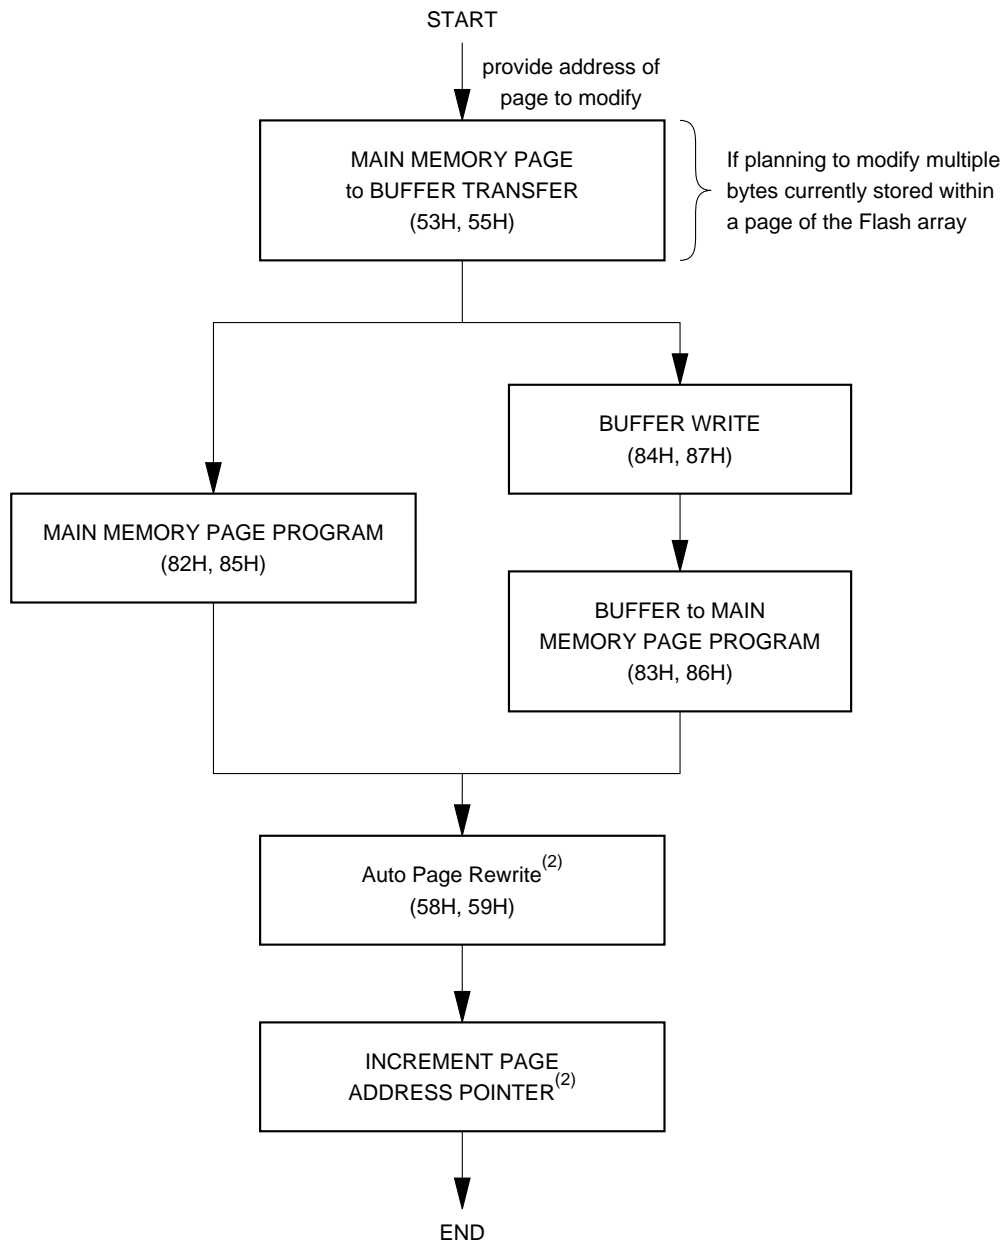 START
provide address of
page to modify
MAIN MEMORY PAGE
to BUFFER TRANSFER
(53H, 55H)
If planning to modify multiple
bytes currently stored within
a page of the Flash array
BUFFER WRITE
(84H, 87H)
MAIN MEMORY PAGE PROGRAM
(82H, 85H)
BUFFER to MAIN
MEMORY PAGE PROGRAM
(83H, 86H)
Auto Page Rewrite(2)
(58H, 59H)
INCREMENT PAGE
ADDRESS POINTER(2)
END